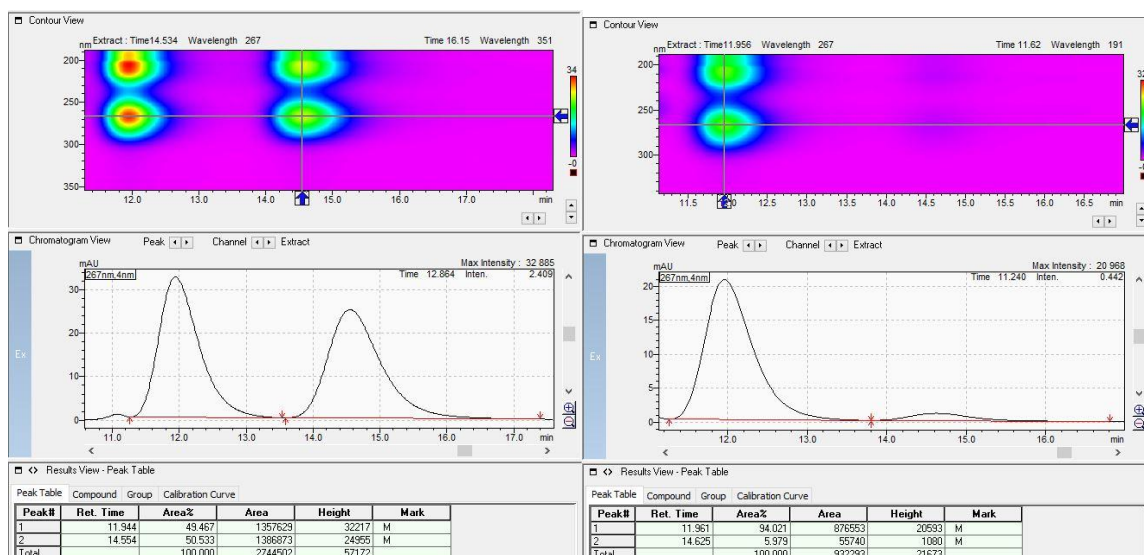 Contour View
nm Extract : Time14.534 Wavelength 267 Time 16.15 Wavelength 351
200
250
300
350
34
-0
12.0 13.0 14.0 15.0 16.0 17.0 min
Chromatogram View Peak Channel Extract
mAU
267nm,4nm
Max Intensity : 32 885
Time 12.864 Inten. 2.409
30
20
10
0
Ex
11.0 12.0 13.0 14.0 15.0 16.0 17.0 min
Results View - Peak Table
Peak Table Compound Group Calibration Curve
Peak# Ret. Time Area% Area Height Mark
1 11.944 49.467 1357629 32217 M
2 14.554 50.533 1386873 24955 M
Total 100.000 2744502 57172
Contour View
nm Extract : Time11.956 Wavelength 267 Time 11.62 Wavelength 191
200
250
300
32
-0
11.5 12.0 12.5 13.0 13.5 14.0 14.5 15.0 15.5 16.0 16.5 min
Chromatogram View Peak Channel Extract
mAU
267nm,4nm
Max Intensity : 20 968
Time 11.240 Inten. 0.442
20
15
10
5
0
Ex
12.0 13.0 14.0 15.0 16.0 min
Results View - Peak Table
Peak Table Compound Group Calibration Curve
Peak# Ret. Time Area% Area Height Mark
1 11.961 94.021 876553 20593 M
2 14.625 5.979 55740 1080 M
Total 100.000 932293 21673